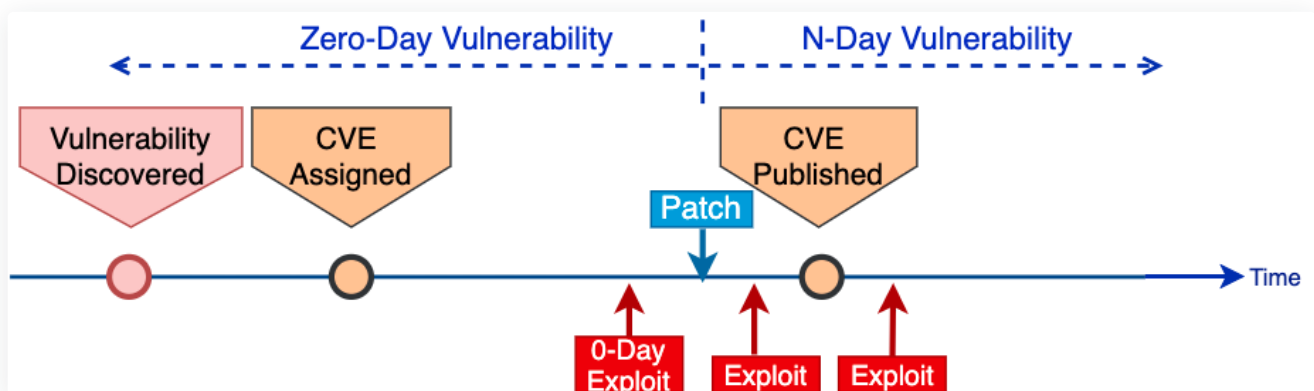 Zero-Day Vulnerability
N-Day Vulnerability
Vulnerability
Discovered
CVE
Assigned
CVE
Published
Patch
Time
0-Day
Exploit
Exploit
Exploit